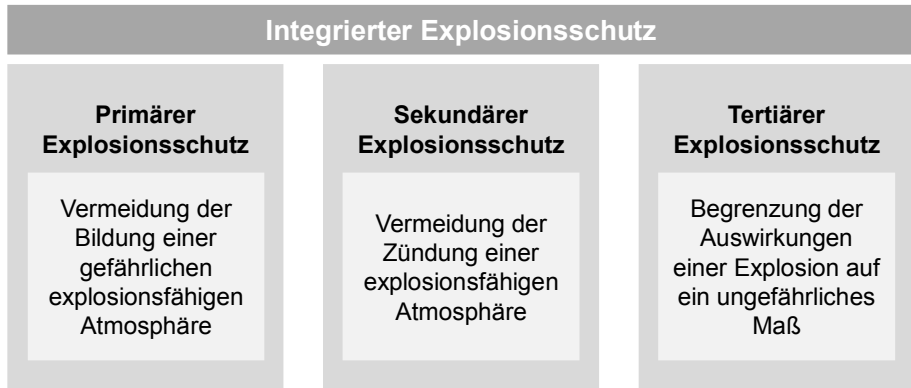 Integrierter Explosionsschutz
Primärer
Explosionsschutz
Vermeidung der
Bildung einer
gefährlichen
explosionsfähigen
Atmosphäre
Sekundärer
Explosionsschutz
Vermeidung der
Zündung einer
explosionsfähigen
Atmosphäre
Tertiärer
Explosionsschutz
Begrenzung der
Auswirkungen
einer Explosion auf
ein ungefährliches
Maß